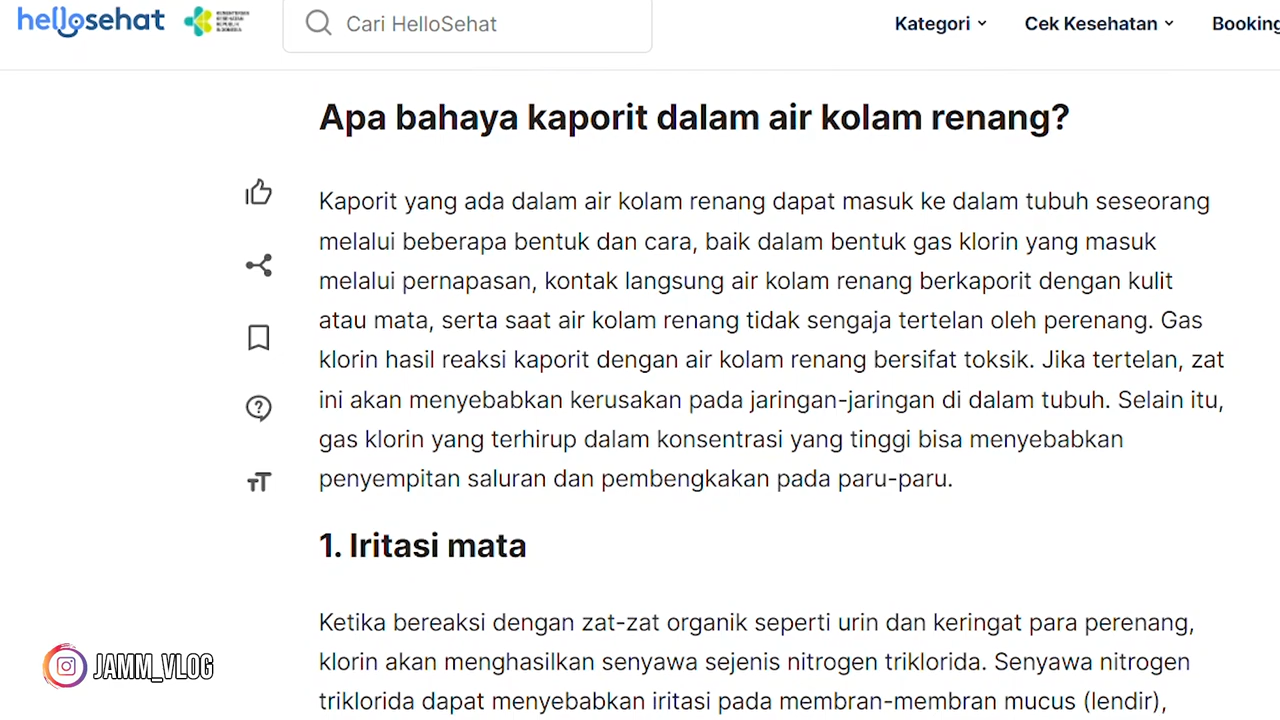 hellosehat
Cari HelloSehat
Kategori
Cek Kesehatan
Booking
Apa bahaya kaporit dalam air kolam renang?
Kaporit yang ada dalam air kolam renang dapat masuk ke dalam tubuh seseorang
melalui beberapa bentuk dan cara, baik dalam bentuk gas klorin yang masuk
melalui pernapasan, kontak langsung air kolam renang berkaporit dengan kulit
atau mata, serta saat air kolam renang tidak sengaja tertelan oleh perenang. Gas
klorin hasil reaksi kaporit dengan air kolam renang bersifat toksik. Jika tertelan, zat
ini akan menyebabkan kerusakan pada jaringan-jaringan di dalam tubuh. Selain itu,
gas klorin yang terhirup dalam konsentrasi yang tinggi bisa menyebabkan
penyempitan saluran dan pembengkakan pada paru-paru.
1. Iritasi mata
Ketika bereaksi dengan zat-zat organik seperti urin dan keringat para perenang,
klorin akan menghasilkan senyawa sejenis nitrogen triklorida. Senyawa nitrogen
triklorida dapat menyebabkan iritasi pada membran-membran mucus (lendir),
JAMM_VLOG